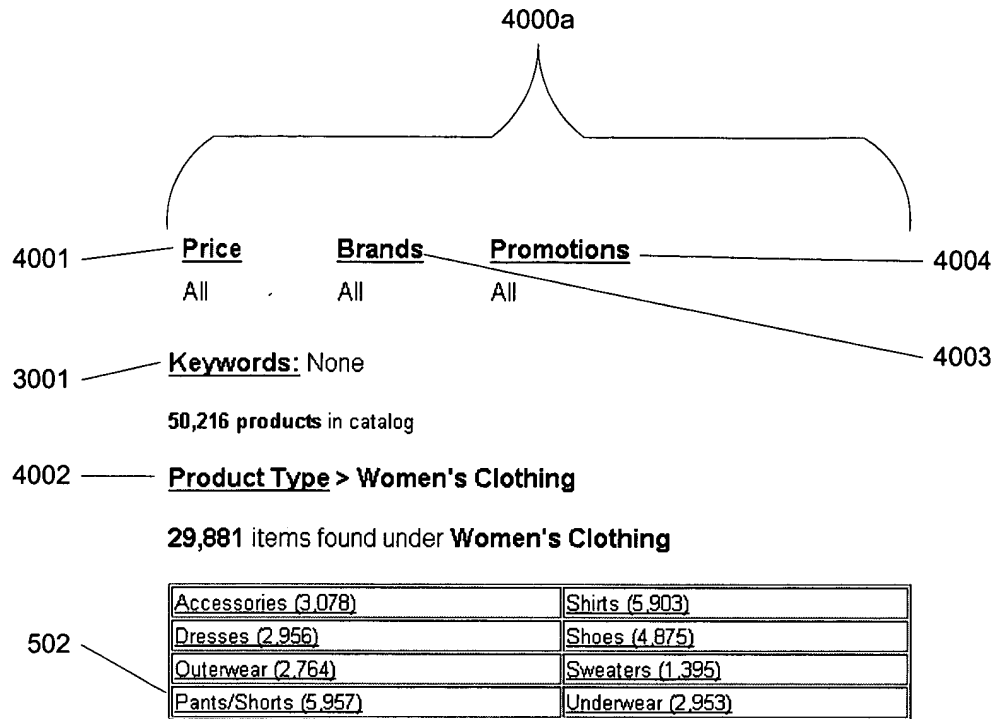 4000a
4001 Price Brands Promotions 4004
All All All
4003
3001 Keywords: None
50,216 products in catalog
4002 Product Type > Women's Clothing
29,881 items found under Women's Clothing
Accessories (3,078) Shirts (5,903)
502 Dresses (2,956) Shoes (4,875)
Outerwear (2,764) Sweaters (1,395)
Pants/Shorts (5,957) Underwear (2,953)